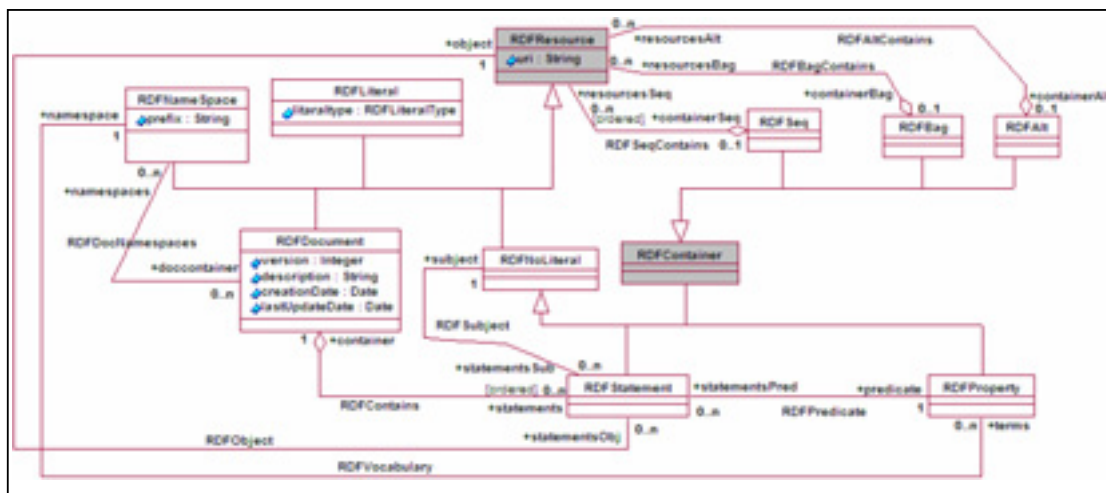 0..n
+object
RDFResource
+resourcesAlt
RDFAltContains
1
uri : String
0..n
+resourcesBag
RDFBagContains
RDFLiteral
+resourcesSeq
+containerBag
RDFNameSpace
literaltype : RDFLiteralType
0..n
+containerAlt
+namespace
prefix : String
[ordered]
+containerSeq
RDFSeq
0..1
0..1
1
RDFBag
RDFAlt
RDFSeqContains
0..1
0..n
+namespaces
RDFDocNamespaces
RDFDocument
version : Integer
+subject
RDFNoLiteral
RDFContainer
+doccontainer
description : String
1
0..n
creationDate : Date
lastUpdateDate : Date
RDFSubject
1
+container
+statementsSub
0..n
[ordered]
0..n
RDFStatement
+statementsPred
+predicate
RDFProperty
RDFContains
+statements
0..n
RDFPredicate
1
RDFObject
+statementsObj
0..n
0..n
+terms
RDFVocabulary